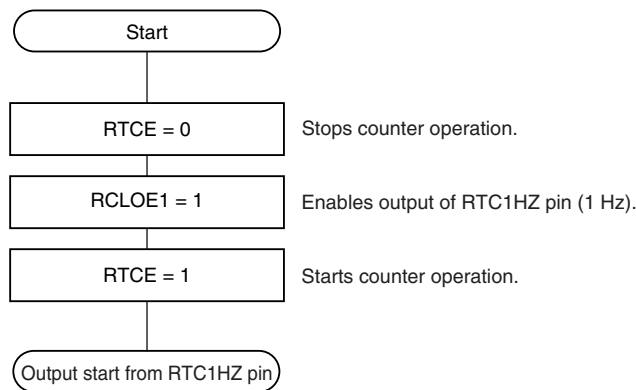 Start
RTCE = 0
Stops counter operation.
RCLOE1 = 1
Enables output of RTC1HZ pin (1 Hz).
RTCE = 1
Starts counter operation.
Output start from RTC1HZ pin